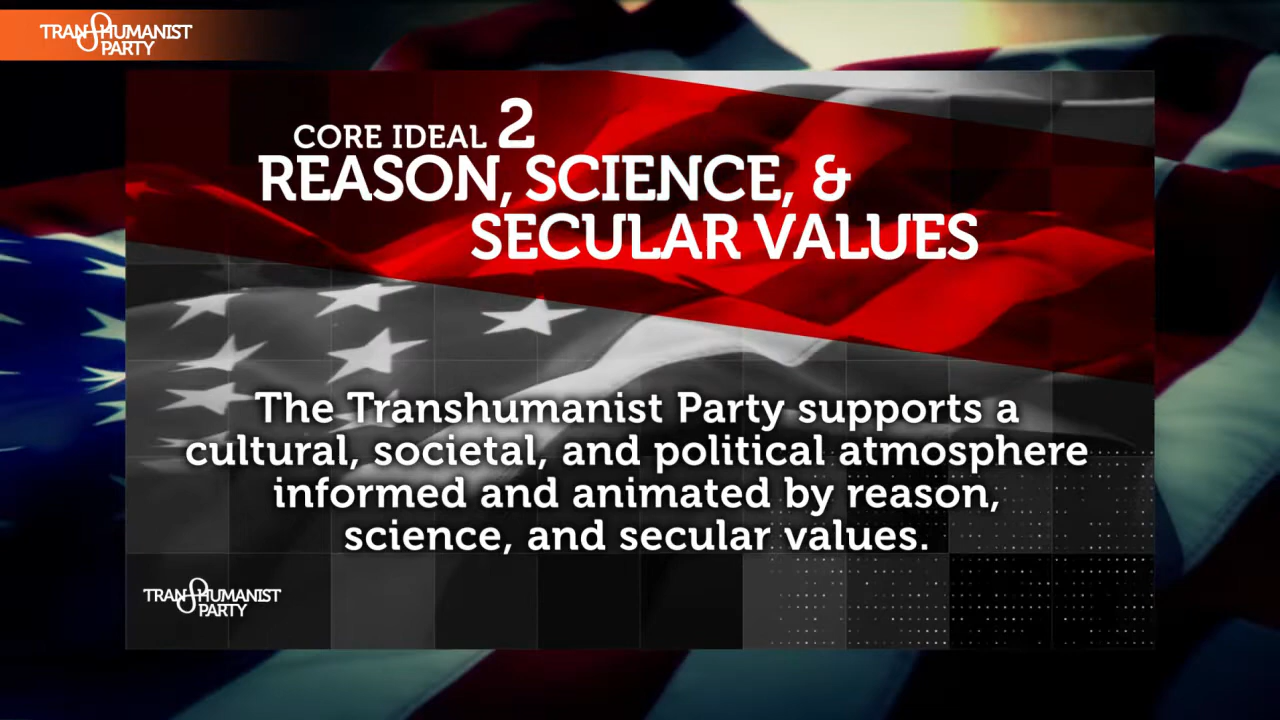 TRANSHUMANIST
PARTY
CORE IDEAL 2
REASON, SCIENCE, &
SECULAR VALUES
The Transhumanist Party supports a
cultural, societal, and political atmosphere
informed and animated by reason,
science, and secular values.
TRANSHUMANIST
PARTY